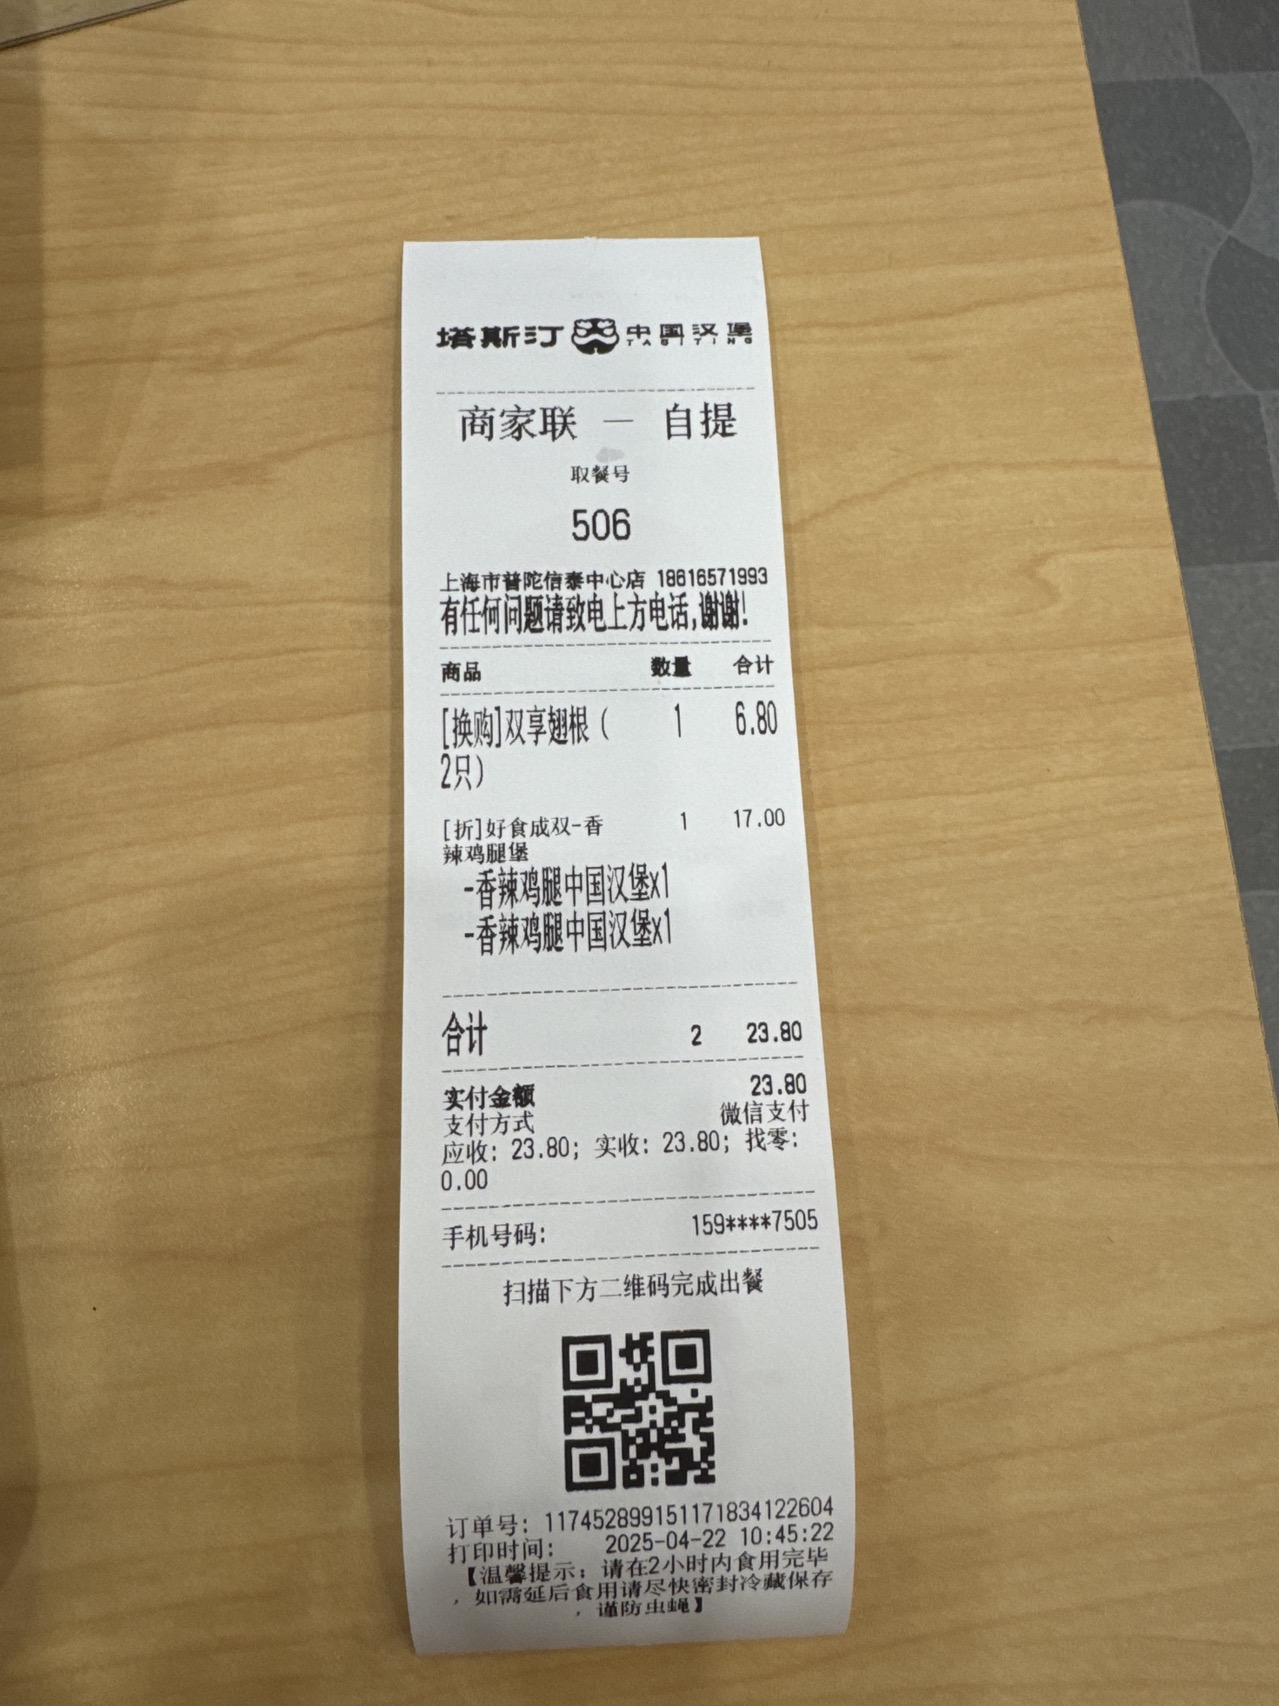 塔斯汀 中国汉堡
TASITING
商家联 — 自提
取餐号
506
上海市普陀信泰中心店 18616571993
有任何问题请致电上方电话,谢谢!
商品 数量 合计
[换购]双享翅根( 1 6.80
2只)
[折]好食成双-香 1 17.00
辣鸡腿堡
-香辣鸡腿中国汉堡x1
-香辣鸡腿中国汉堡x1
合计 2 23.80
实付金额 23.80
支付方式 微信支付
应收: 23.80; 实收: 23.80; 找零:
0.00
手机号码: 159****7505
扫描下方二维码完成出餐
订单号: 1174528991511718341​22604
打印时间: 2025-04-22 10:45:22
【温馨提示: 请在2小时内食用完毕
, 如需延后食用请尽快密封冷藏保存
, 谨防虫蝇】